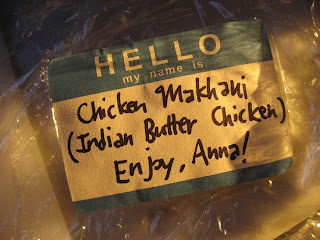 HELLO
my name is
Chicken Makhani
(Indian Butter Chicken)
Enjoy, Anna!